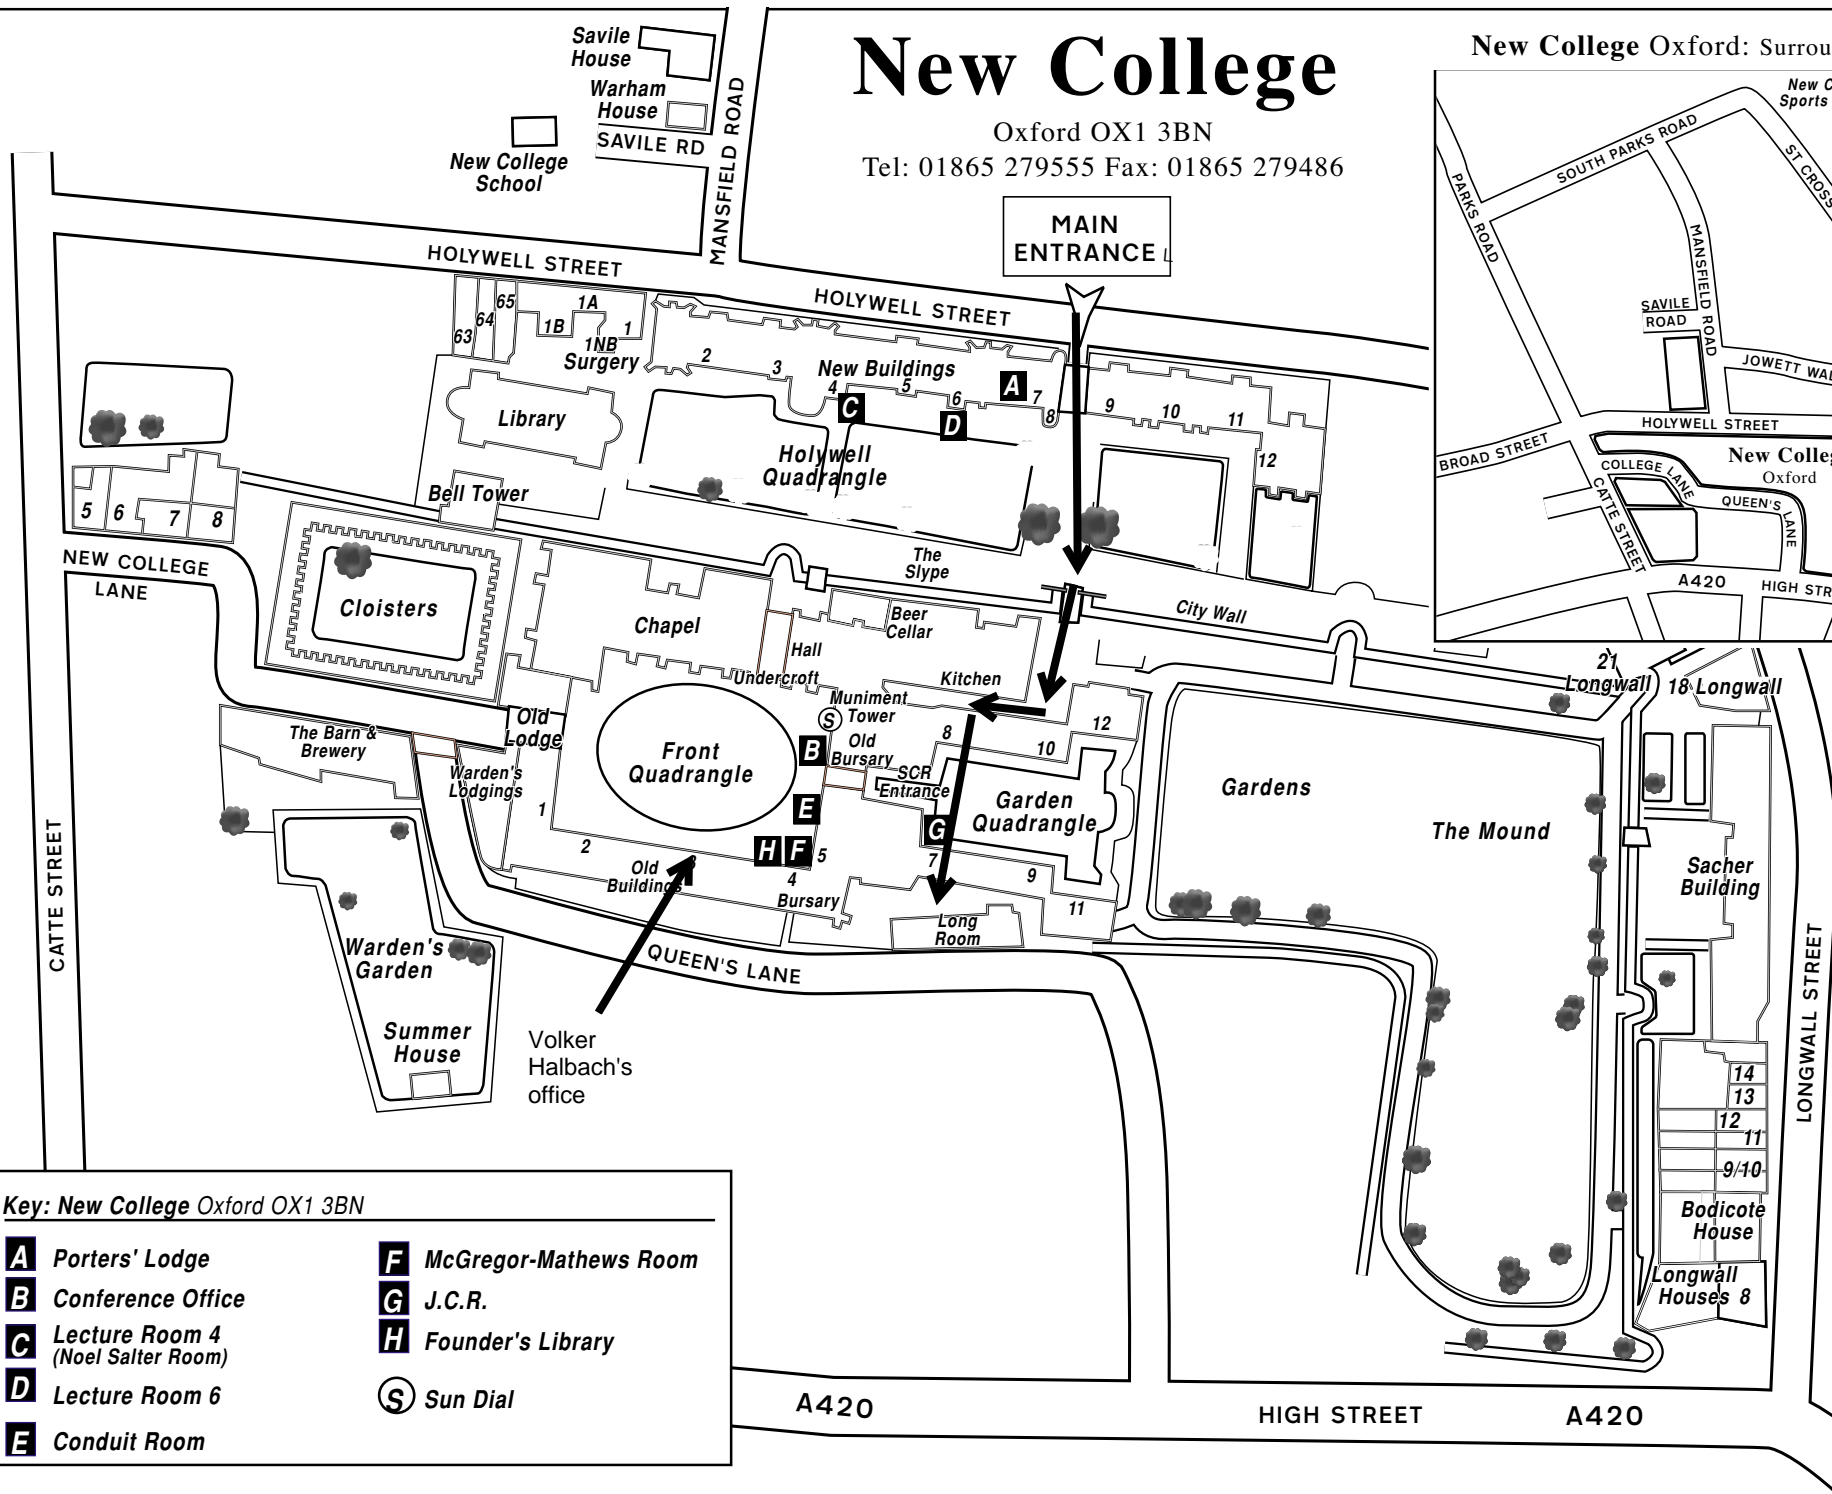 New College
Oxford OX1 3BN
Tel: 01865 279555 Fax: 01865 279486
MAIN
ENTRANCE
New College Oxford: Surrou
New C
Sports
SOUTH PARKS ROAD
ST CROSS
PARKS ROAD
MANSFIELD ROAD
SAVILE
ROAD
JOWETT WAL
HOLYWELL STREET
BROAD STREET
COLLEGE LANE
New Colleg
Oxford
CATTE STREET
QUEEN'S LANE
A420
HIGH STR
Savile
House
Warham
House
SAVILE RD
MANSFIELD ROAD
New College
School
HOLYWELL STREET
HOLYWELL STREET
63
64
65
1A
1B
1
1NB
Surgery
2
3
New Buildings
4
5
6
A
7
8
C
D
9
10
11
12
Library
Holywell
Quadrangle
Bell Tower
5
6
7
8
NEW COLLEGE
LANE
The
Slype
City Wall
Cloisters
Chapel
Beer
Cellar
Hall
Undercroft
Kitchen
Muniment
Tower
S
21
Longwall
18 Longwall
The Barn &
Brewery
Old
Lodge
Front
Quadrangle
B
Old
Bursary
8
10
12
SCR
Entrance
Warden's
Lodgings
1
E
G
Garden
Quadrangle
Gardens
The Mound
Sacher
Building
2
3
H
F
5
7
9
11
Old
Buildings
4
Bursary
Long
Room
CATTE STREET
Warden's
Garden
QUEEN'S LANE
Summer
House
Volker
Halbach's
office
LONGWALL STREET
14
13
12
11
9/10
Bodicote
House
Longwall
Houses 8
Key: New College Oxford OX1 3BN
A Porters' Lodge
B Conference Office
C Lecture Room 4
(Noel Salter Room)
D Lecture Room 6
E Conduit Room
F McGregor-Mathews Room
G J.C.R.
H Founder's Library
S Sun Dial
A420
HIGH STREET
A420